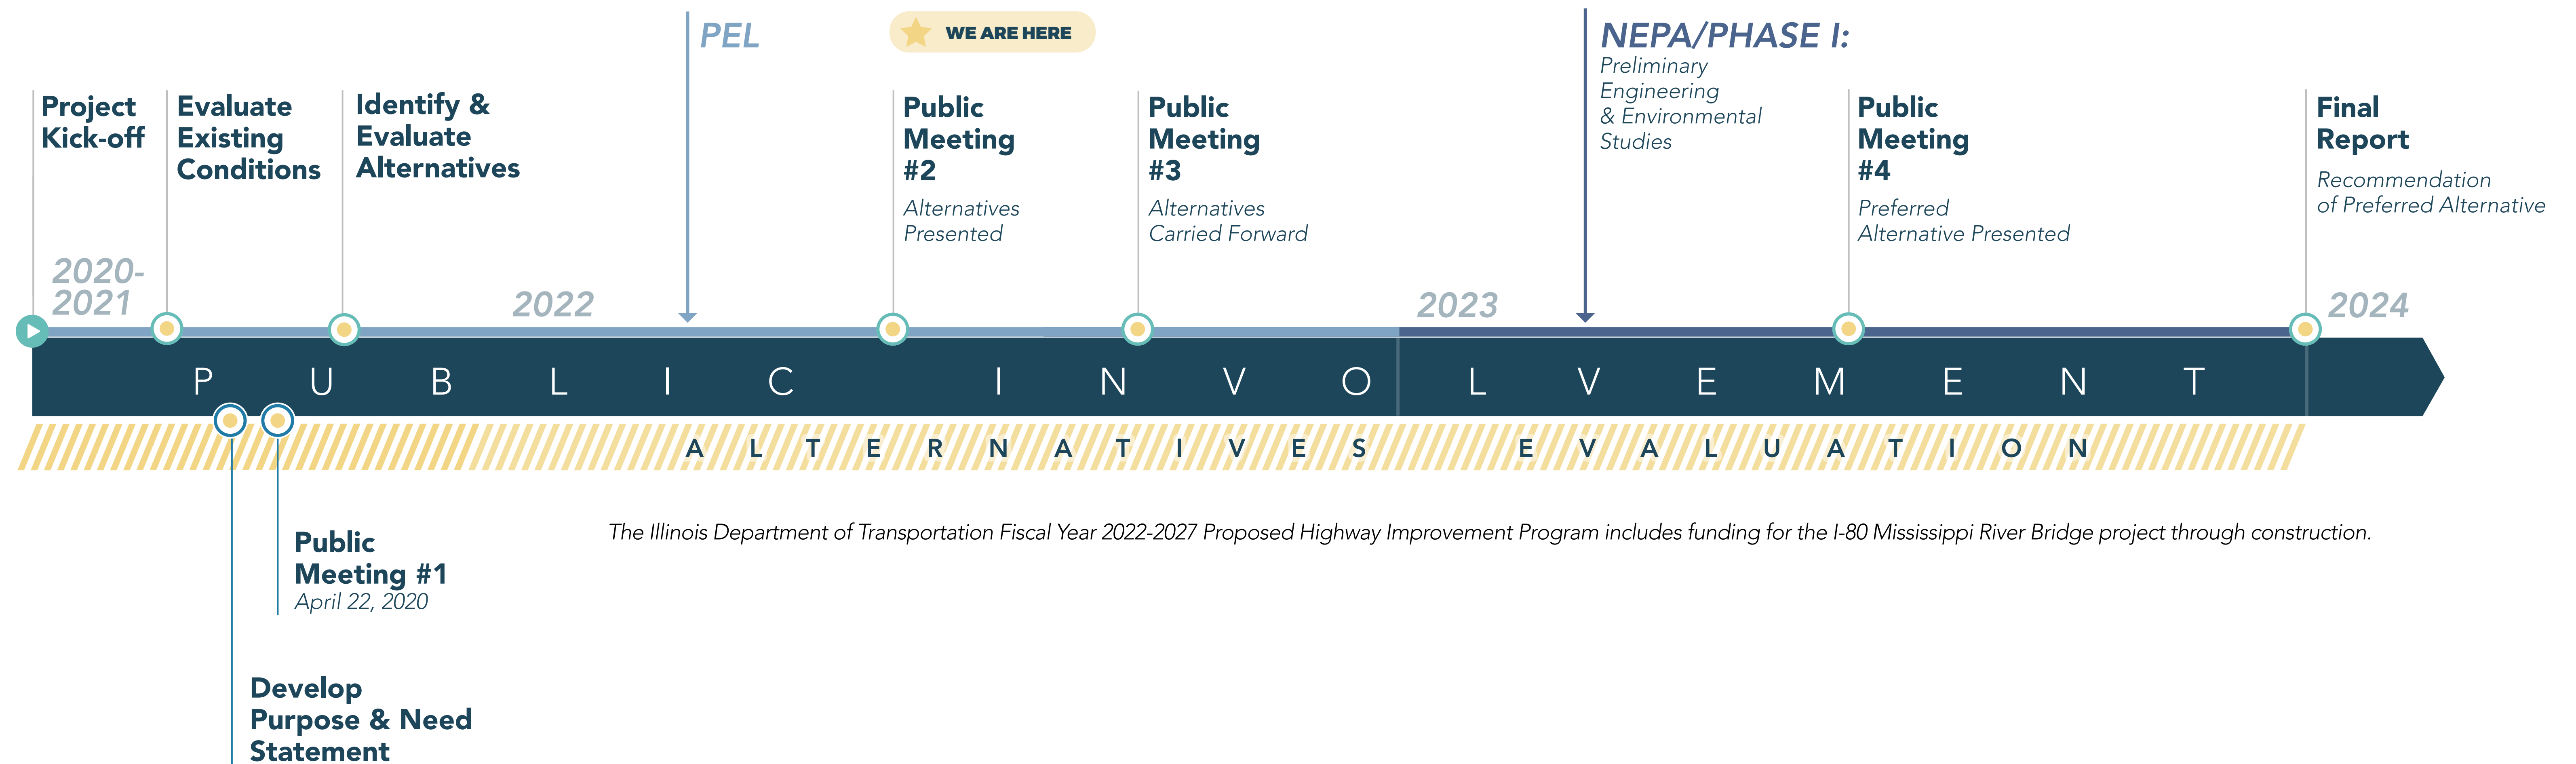 PEL
WE ARE HERE
NEPA/PHASE I:
Preliminary
Engineering
& Environmental
Studies
Project
Kick-off
Evaluate
Existing
Conditions
Identify &
Evaluate
Alternatives
Public
Meeting
#2
Alternatives
Presented
Public
Meeting
#3
Alternatives
Carried Forward
Public
Meeting
#4
Preferred
Alternative Presented
Final
Report
Recommendation
of Preferred Alternative
2020-
2021
2022
2023
2024
PUBLIC INVOLVEMENT
ALTERNATIVES EVALUATION
The Illinois Department of Transportation Fiscal Year 2022-2027 Proposed Highway Improvement Program includes funding for the I-80 Mississippi River Bridge project through construction.
Public
Meeting #1
April 22, 2020
Develop
Purpose & Need
Statement